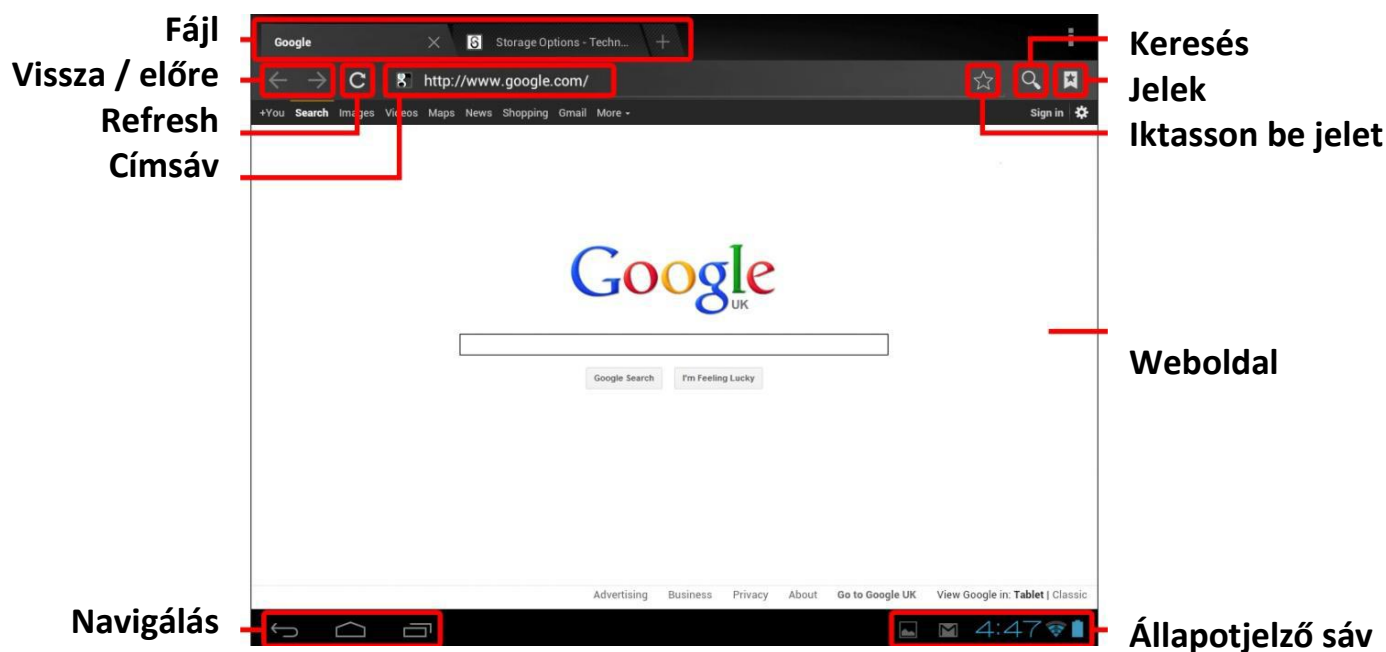 Fájl
Vissza / előre
Refresh
Címsáv
Google Storage Options - Techn...
http://www.google.com/
+You Search Images Videos Maps News Shopping Gmail More Sign in
Keresés
Jelek
Iktasson be jelet
Google
UK
Google Search I'm Feeling Lucky
Weboldal
Advertising Business Privacy About Go to Google UK View Google in: Tablet | Classic
Navigálás
4:47
Állapotjelző sáv